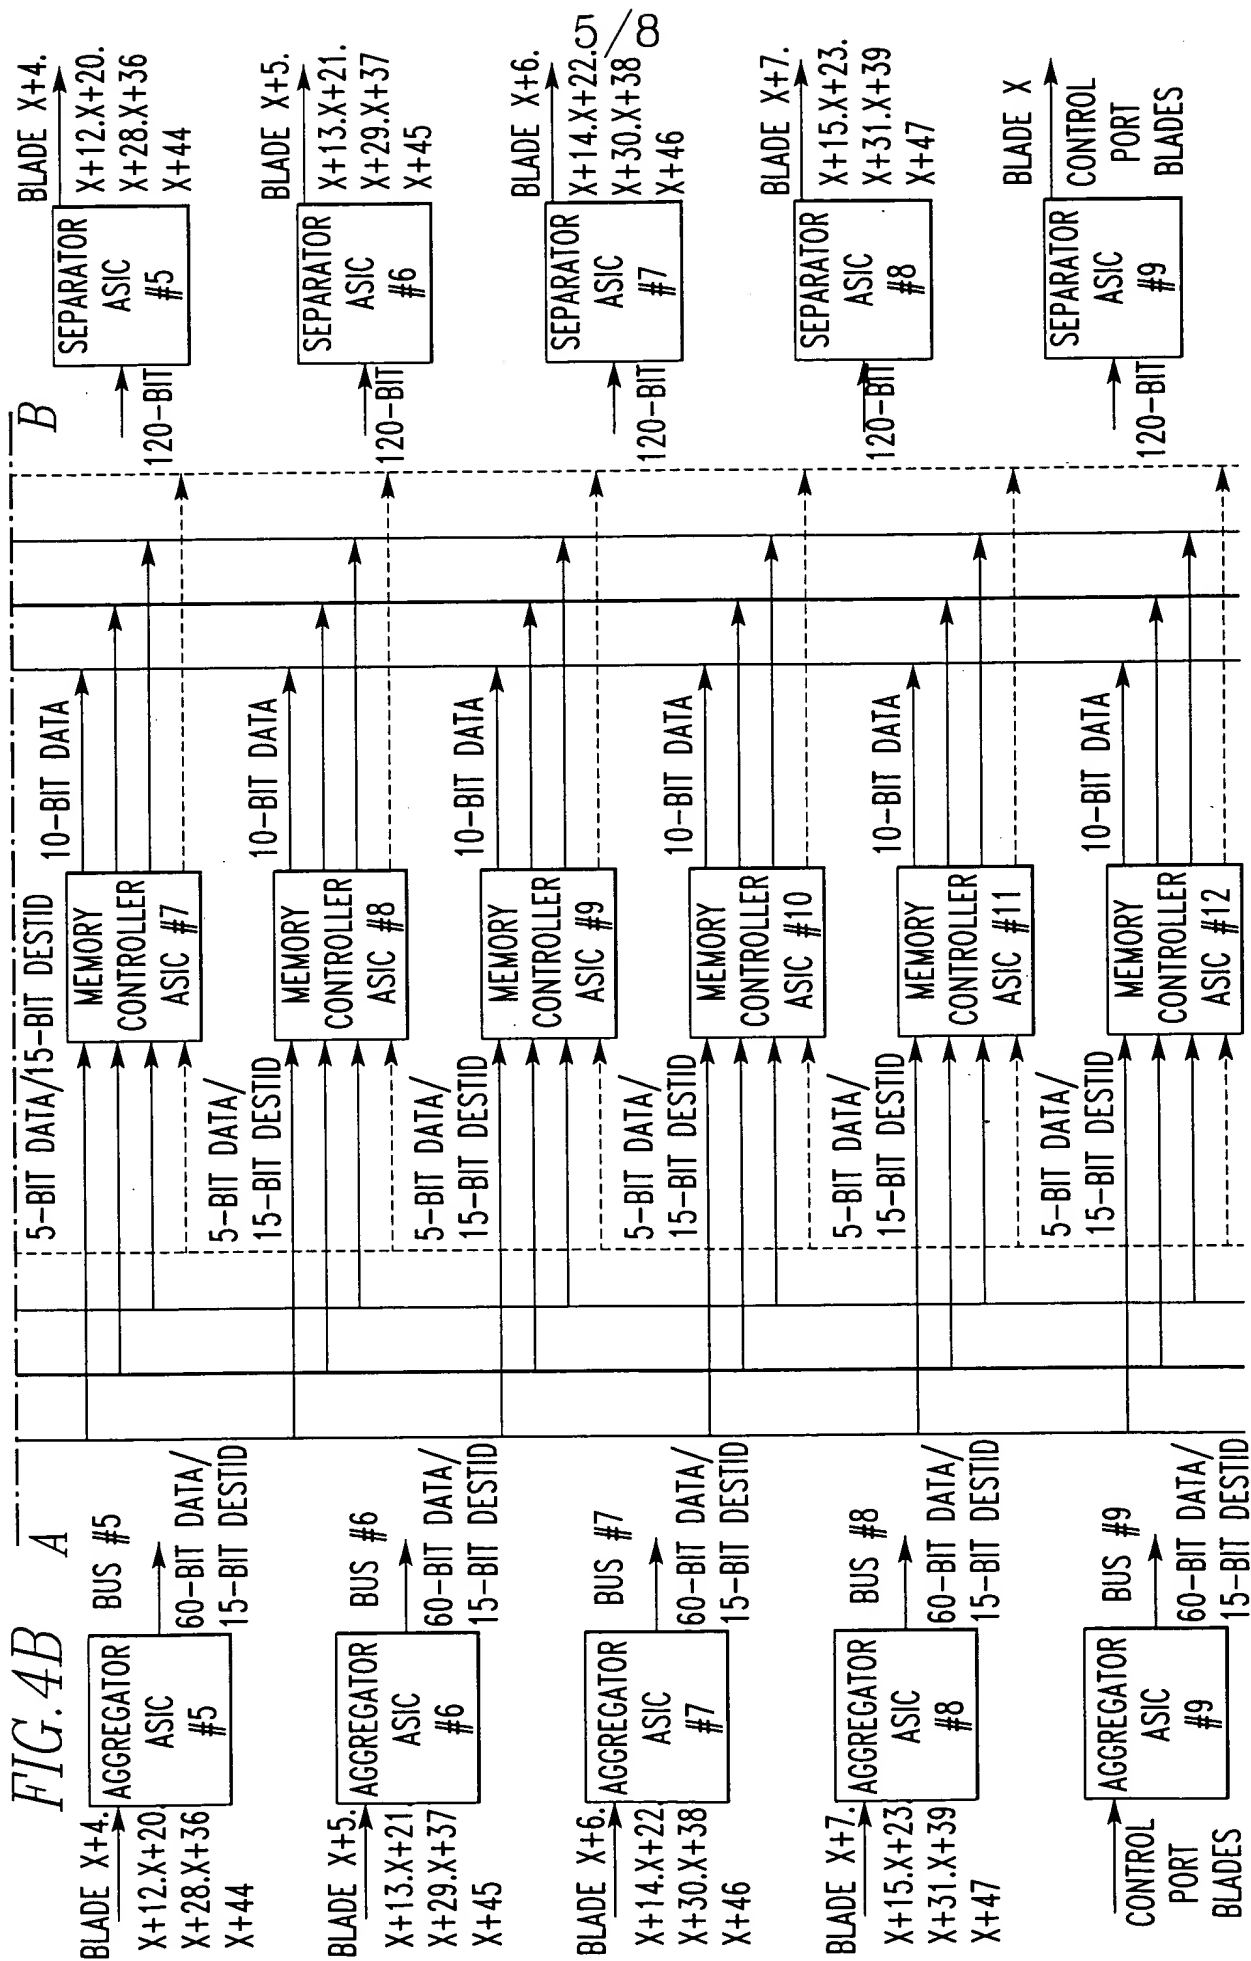 5/8
FIG.4B
A
B
BLADE X+4.
X+12.X+20.
X+28.X+36
X+44
AGGREGATOR
ASIC
#5
BUS #5
60-BIT DATA/
15-BIT DESTID
BLADE X+5.
X+13.X+21.
X+29.X+37
X+45
AGGREGATOR
ASIC
#6
BUS #6
60-BIT DATA/
15-BIT DESTID
BLADE X+6.
X+14.X+22.
X+30.X+38
X+46
AGGREGATOR
ASIC
#7
BUS #7
60-BIT DATA/
15-BIT DESTID
BLADE X+7.
X+15.X+23.
X+31.X+39
X+47
AGGREGATOR
ASIC
#8
BUS #8
60-BIT DATA/
15-BIT DESTID
CONTROL
PORT
BLADES
AGGREGATOR
ASIC
#9
BUS #9
60-BIT DATA/
15-BIT DESTID
5-BIT DATA/15-BIT DESTID
MEMORY
CONTROLLER
ASIC #7
10-BIT DATA
5-BIT DATA/
15-BIT DESTID
MEMORY
CONTROLLER
ASIC #8
10-BIT DATA
5-BIT DATA/
15-BIT DESTID
MEMORY
CONTROLLER
ASIC #9
10-BIT DATA
5-BIT DATA/
15-BIT DESTID
MEMORY
CONTROLLER
ASIC #10
10-BIT DATA
5-BIT DATA/
15-BIT DESTID
MEMORY
CONTROLLER
ASIC #11
10-BIT DATA
5-BIT DATA/
15-BIT DESTID
MEMORY
CONTROLLER
ASIC #12
10-BIT DATA
120-BIT
SEPARATOR
ASIC
#5
BLADE X+4.
X+12.X+20.
X+28.X+36
X+44
120-BIT
SEPARATOR
ASIC
#6
BLADE X+5.
X+13.X+21.
X+29.X+37
X+45
120-BIT
SEPARATOR
ASIC
#7
BLADE X+6.
X+14.X+22.
X+30.X+38
X+46
120-BIT
SEPARATOR
ASIC
#8
BLADE X+7.
X+15.X+23.
X+31.X+39
X+47
120-BIT
SEPARATOR
ASIC
#9
BLADE X
CONTROL
PORT
BLADES